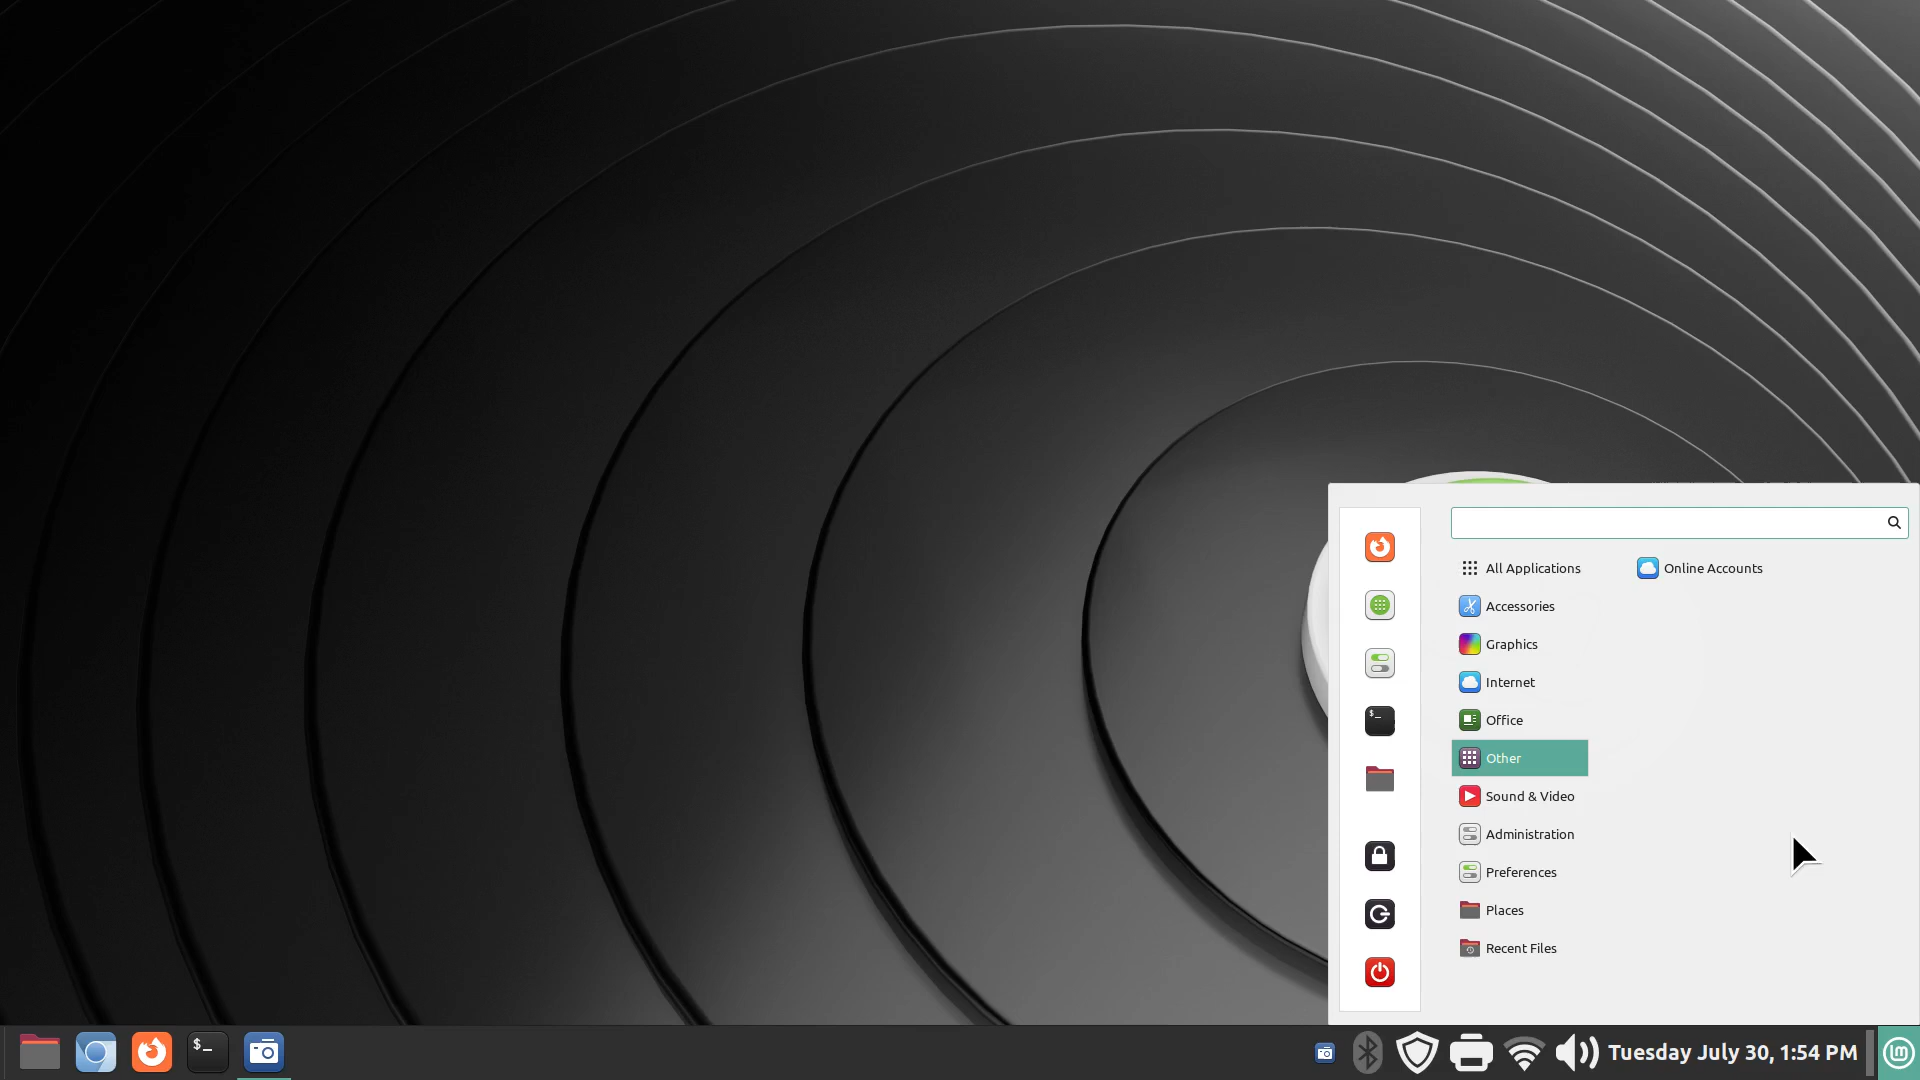 All Applications
Online Accounts
Accessories
Graphics
Internet
Office
Other
Sound & Video
Administration
Preferences
Places
Recent Files
$_
$_
Tuesday July 30, 1:54 PM